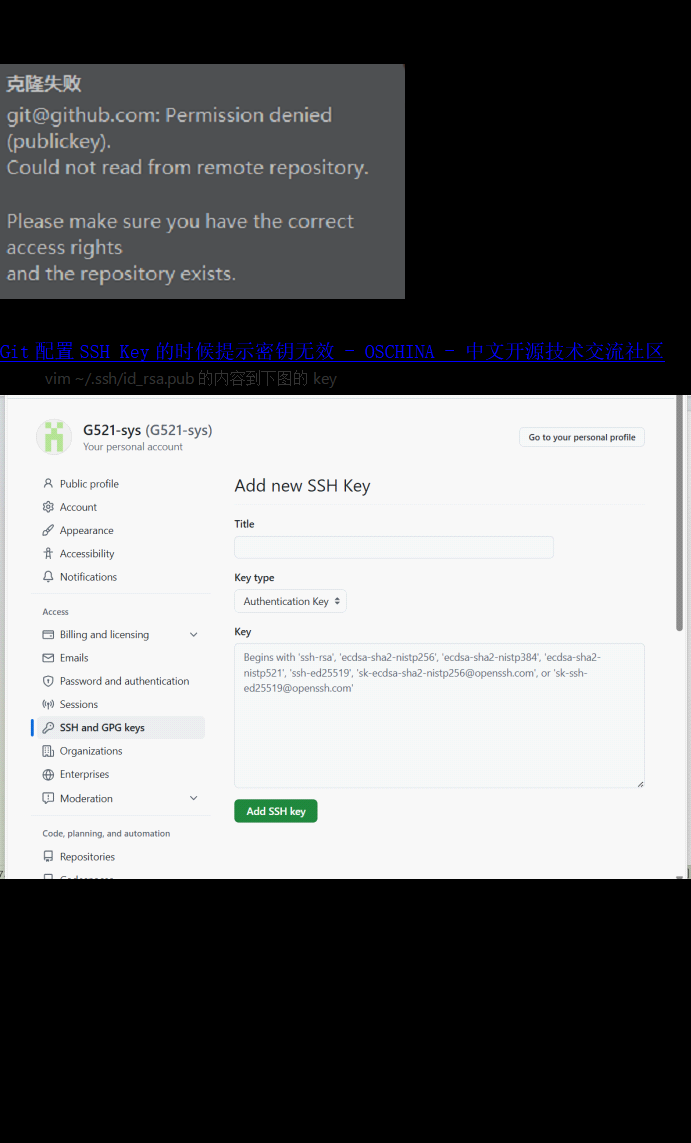 克隆失败
git@github.com: Permission denied
(publickey).
Could not read from remote repository.
Please make sure you have the correct
access rights
and the repository exists.
Git 配置 SSH Key 的时候提示密钥无效 - OSCHINA - 中文开源技术交流社区
vim ~/.ssh/id_rsa.pub 的内容到下图的 key
G521-sys (G521-sys)
Your personal account
Go to your personal profile
Public profile
Account
Appearance
Accessibility
Notifications
Access
Billing and licensing
Emails
Password and authentication
Sessions
SSH and GPG keys
Organizations
Enterprises
Moderation
Code, planning, and automation
Repositories
Add new SSH Key
Title
Key type
Authentication Key
Key
Begins with 'ssh-rsa', 'ecdsa-sha2-nistp256', 'ecdsa-sha2-nistp384', 'ecdsa-sha2-
nistp521', 'ssh-ed25519', 'sk-ecdsa-sha2-nistp256@openssh.com', or 'sk-ssh-
ed25519@openssh.com'
Add SSH key